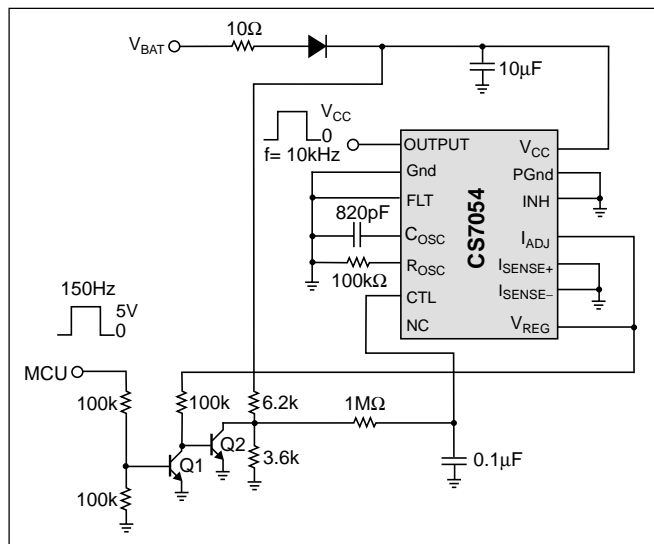 10Ω
V_BAT
10μF
V_CC
0
f= 10kHz
OUTPUT
V_CC
Gnd
PGnd
FLT
INH
820pF
C_OSC
I_ADJ
CS7054
R_OSC
I_SENSE+
100kΩ
CTL
I_SENSE–
NC
V_REG
150Hz
5V
0
MCU
100k
100k
6.2k
1MΩ
Q1
Q2
3.6k
0.1μF
100k